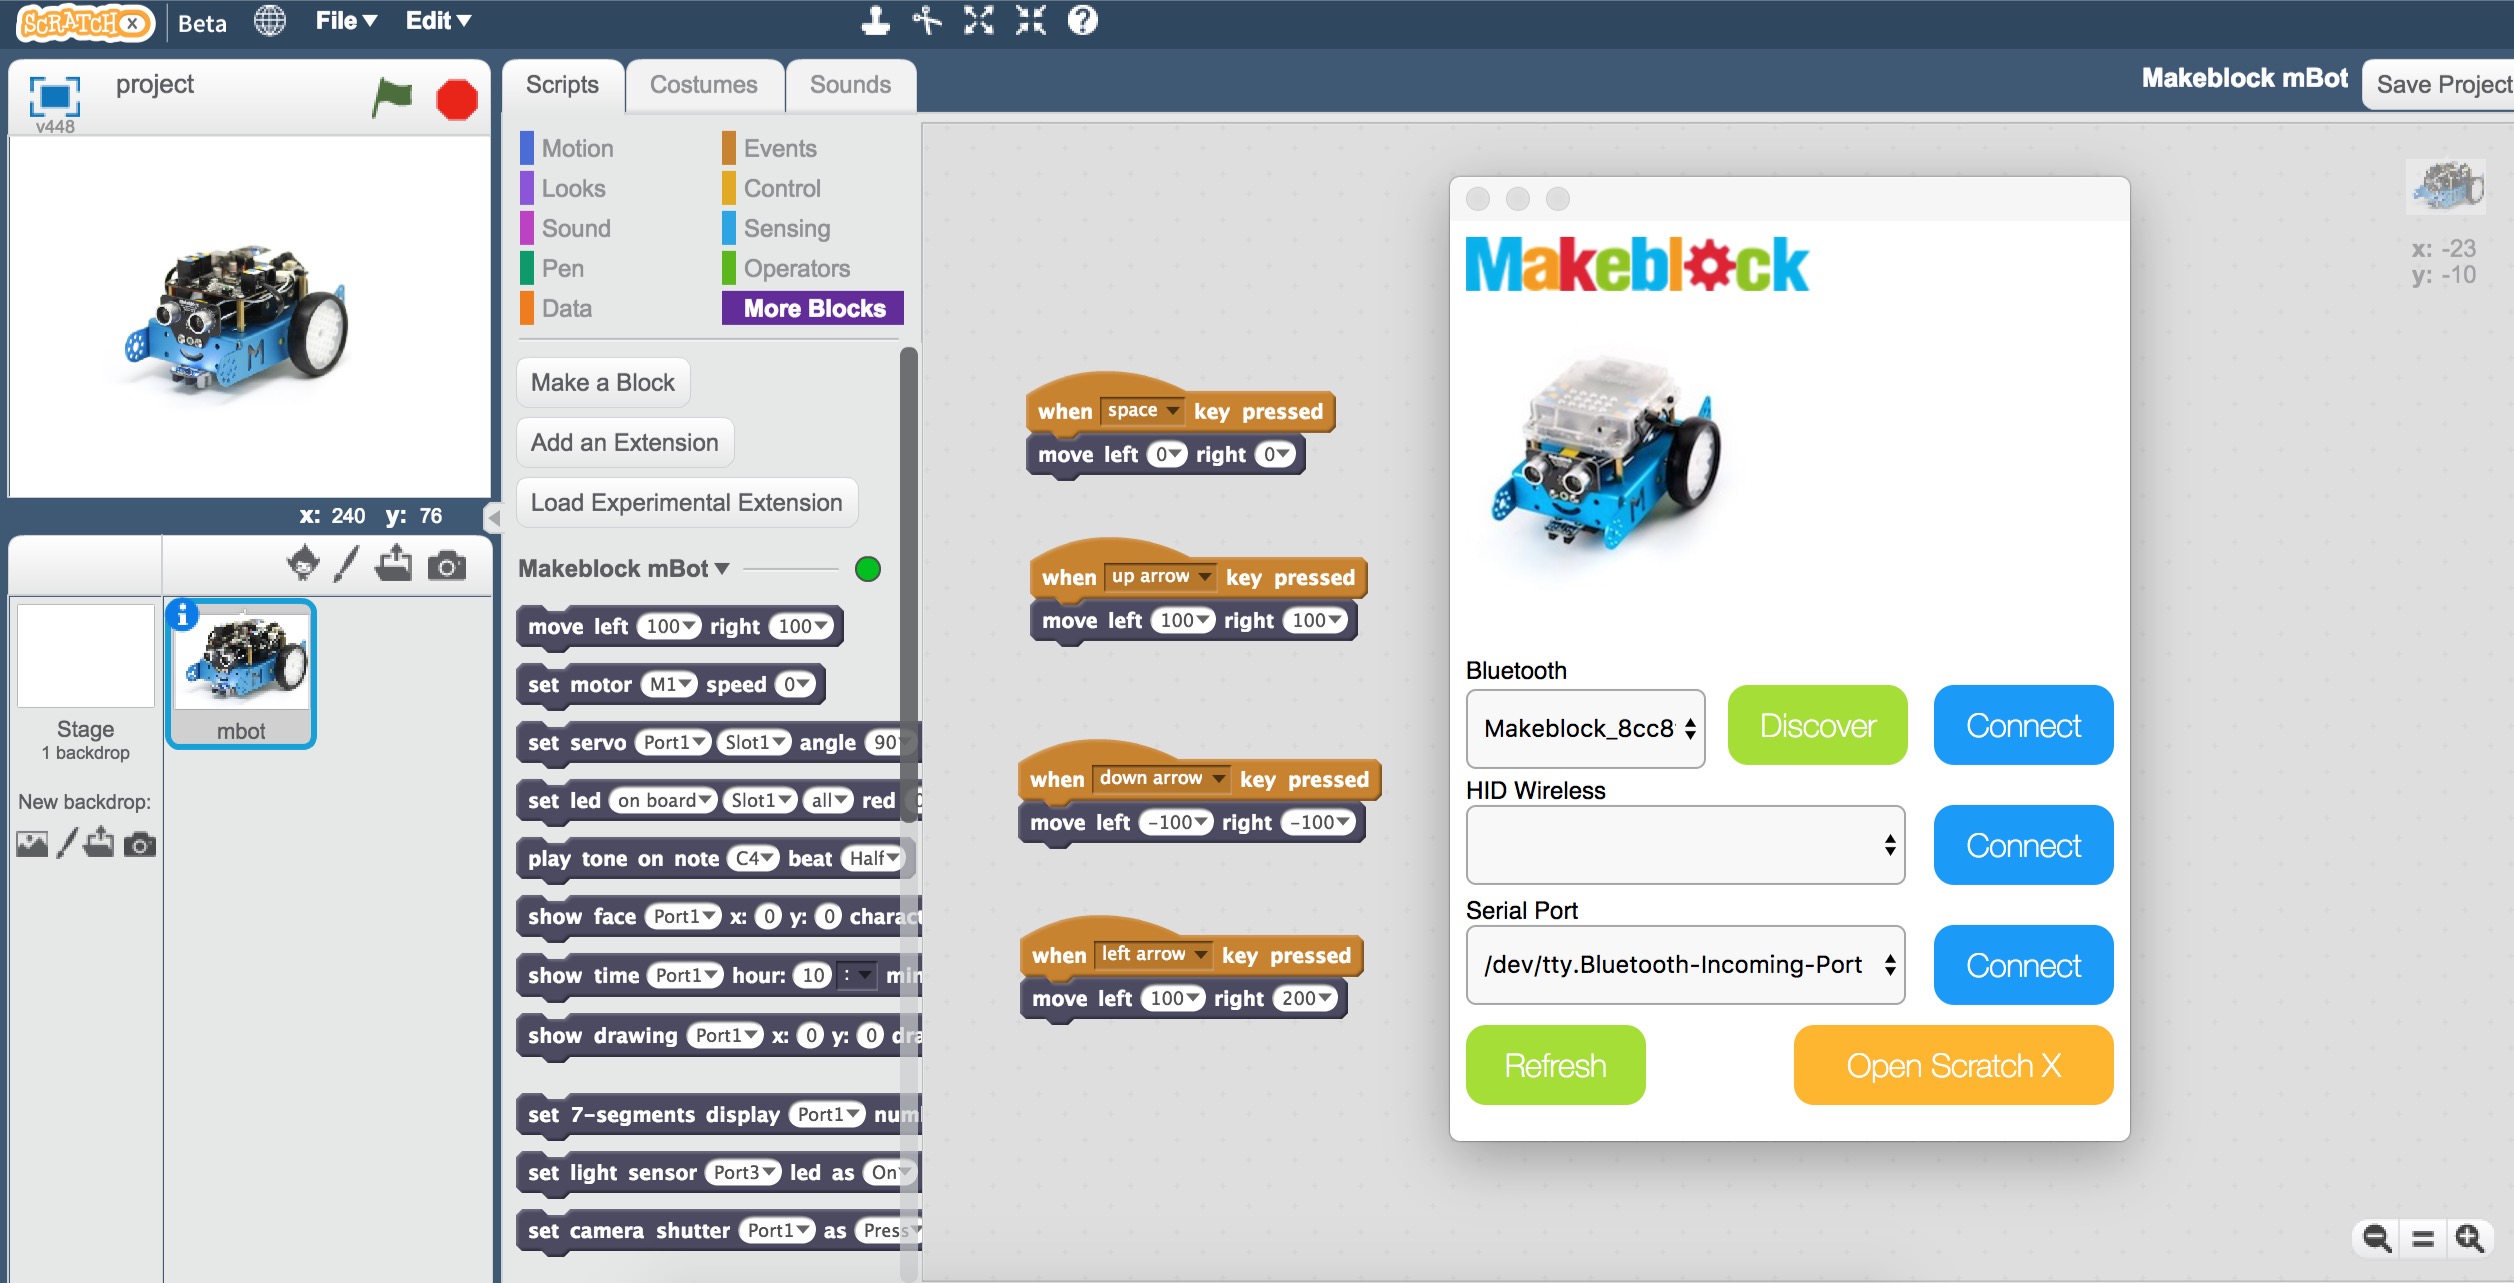 SCRATCH X Beta File Edit
project
v448
x: 240 y: 76
Stage
1 backdrop
New backdrop:
mbot
Scripts Costumes Sounds
Makeblock mBot Save Project
Motion Events
Looks Control
Sound Sensing
Pen Operators
Data More Blocks
Make a Block
Add an Extension
Load Experimental Extension
Makeblock mBot
move left 100 right 100
set motor M1 speed 0
set servo Port1 Slot1 angle 90
set led on board Slot1 all red
play tone on note C4 beat Half
show face Port1 x: 0 y: 0 charact
show time Port1 hour: 10 : min
show drawing Port1 x: 0 y: 0 dra
set 7-segments display Port1 num
set light sensor Port3 led as On
set camera shutter Port1 as Press
when space key pressed
move left 0 right 0
when up arrow key pressed
move left 100 right 100
when down arrow key pressed
move left -100 right -100
when left arrow key pressed
move left 100 right 200
Makeblock
Bluetooth
Makeblock_8cc8 Discover Connect
HID Wireless
Connect
Serial Port
/dev/tty.Bluetooth-Incoming-Port Connect
Refresh Open Scratch X
x: -23
y: -10